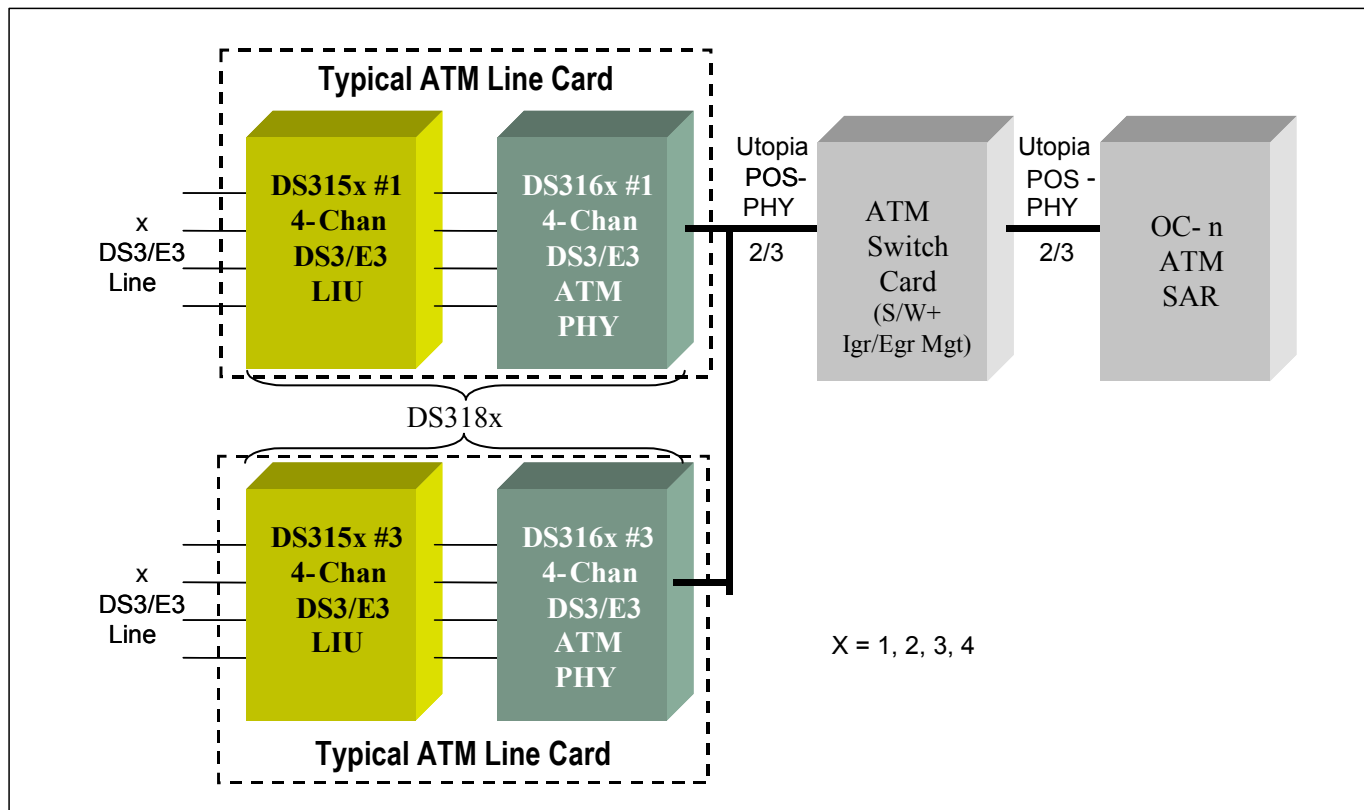 Typical ATM Line Card
x
DS3/E3
Line
DS315x #1
4-Chan
DS3/E3
LIU
DS316x #1
4-Chan
DS3/E3
ATM
PHY
Utopia
POS-
PHY
2/3
ATM
Switch
Card
(S/W+
Igr/Egr Mgt)
Utopia
POS -
PHY
2/3
OC- n
ATM
SAR
DS318x
x
DS3/E3
Line
DS315x #3
4-Chan
DS3/E3
LIU
DS316x #3
4-Chan
DS3/E3
ATM
PHY
X = 1, 2, 3, 4
Typical ATM Line Card